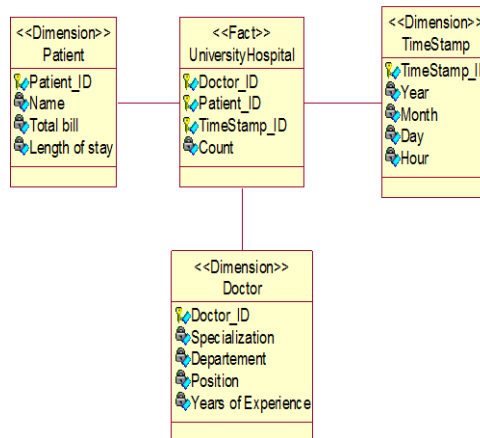 <<Dimension>>
Patient
Patient_ID
Name
Total bill
Length of stay
<<Fact>>
UniversityHospital
Doctor_ID
Patient_ID
TimeStamp_ID
Count
<<Dimension>>
TimeStamp
TimeStamp_ID
Year
Month
Day
Hour
<<Dimension>>
Doctor
Doctor_ID
Specialization
Departement
Position
Years of Experience